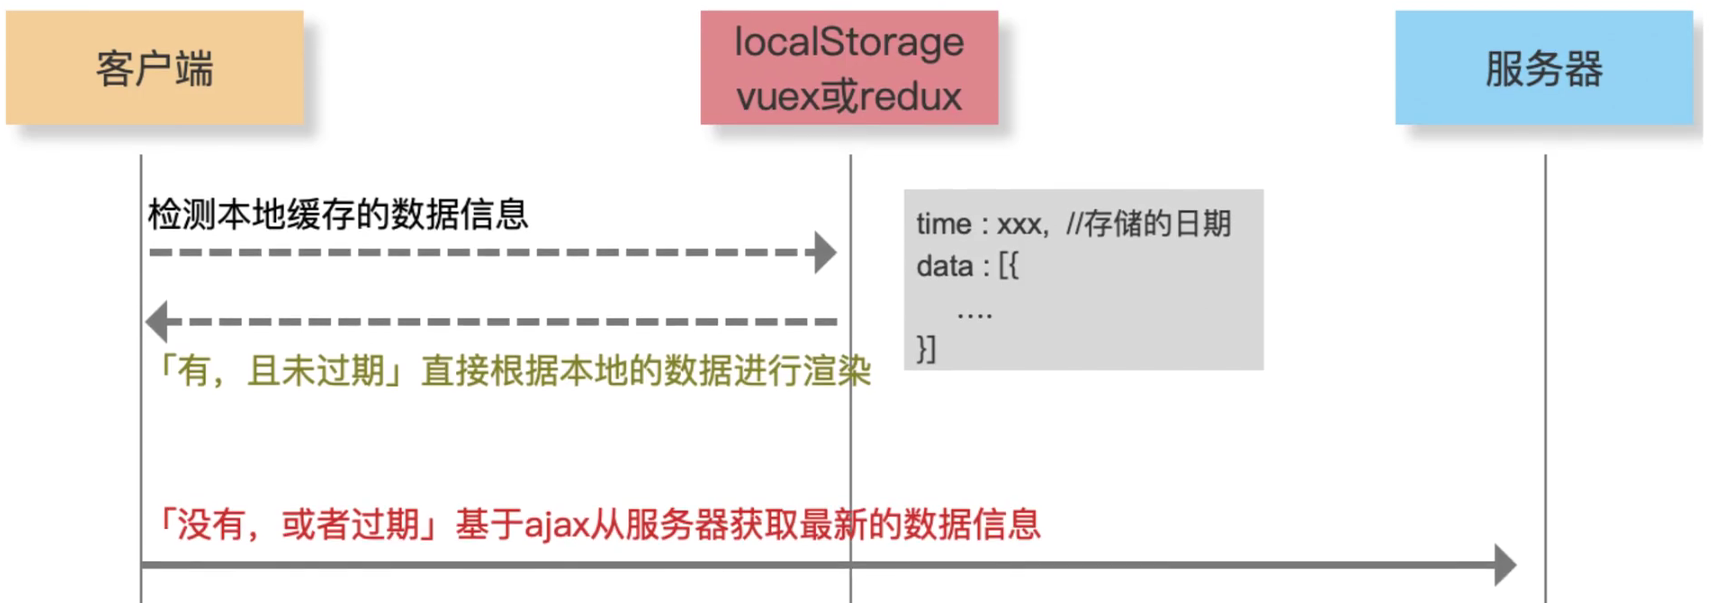 客户端
localStorage
vuex或redux
服务器
检测本地缓存的数据信息
time : xxx,  //存储的日期
data : [{
....
}]
「有，且未过期」直接根据本地的数据进行渲染
「没有，或者过期」基于ajax从服务器获取最新的数据信息